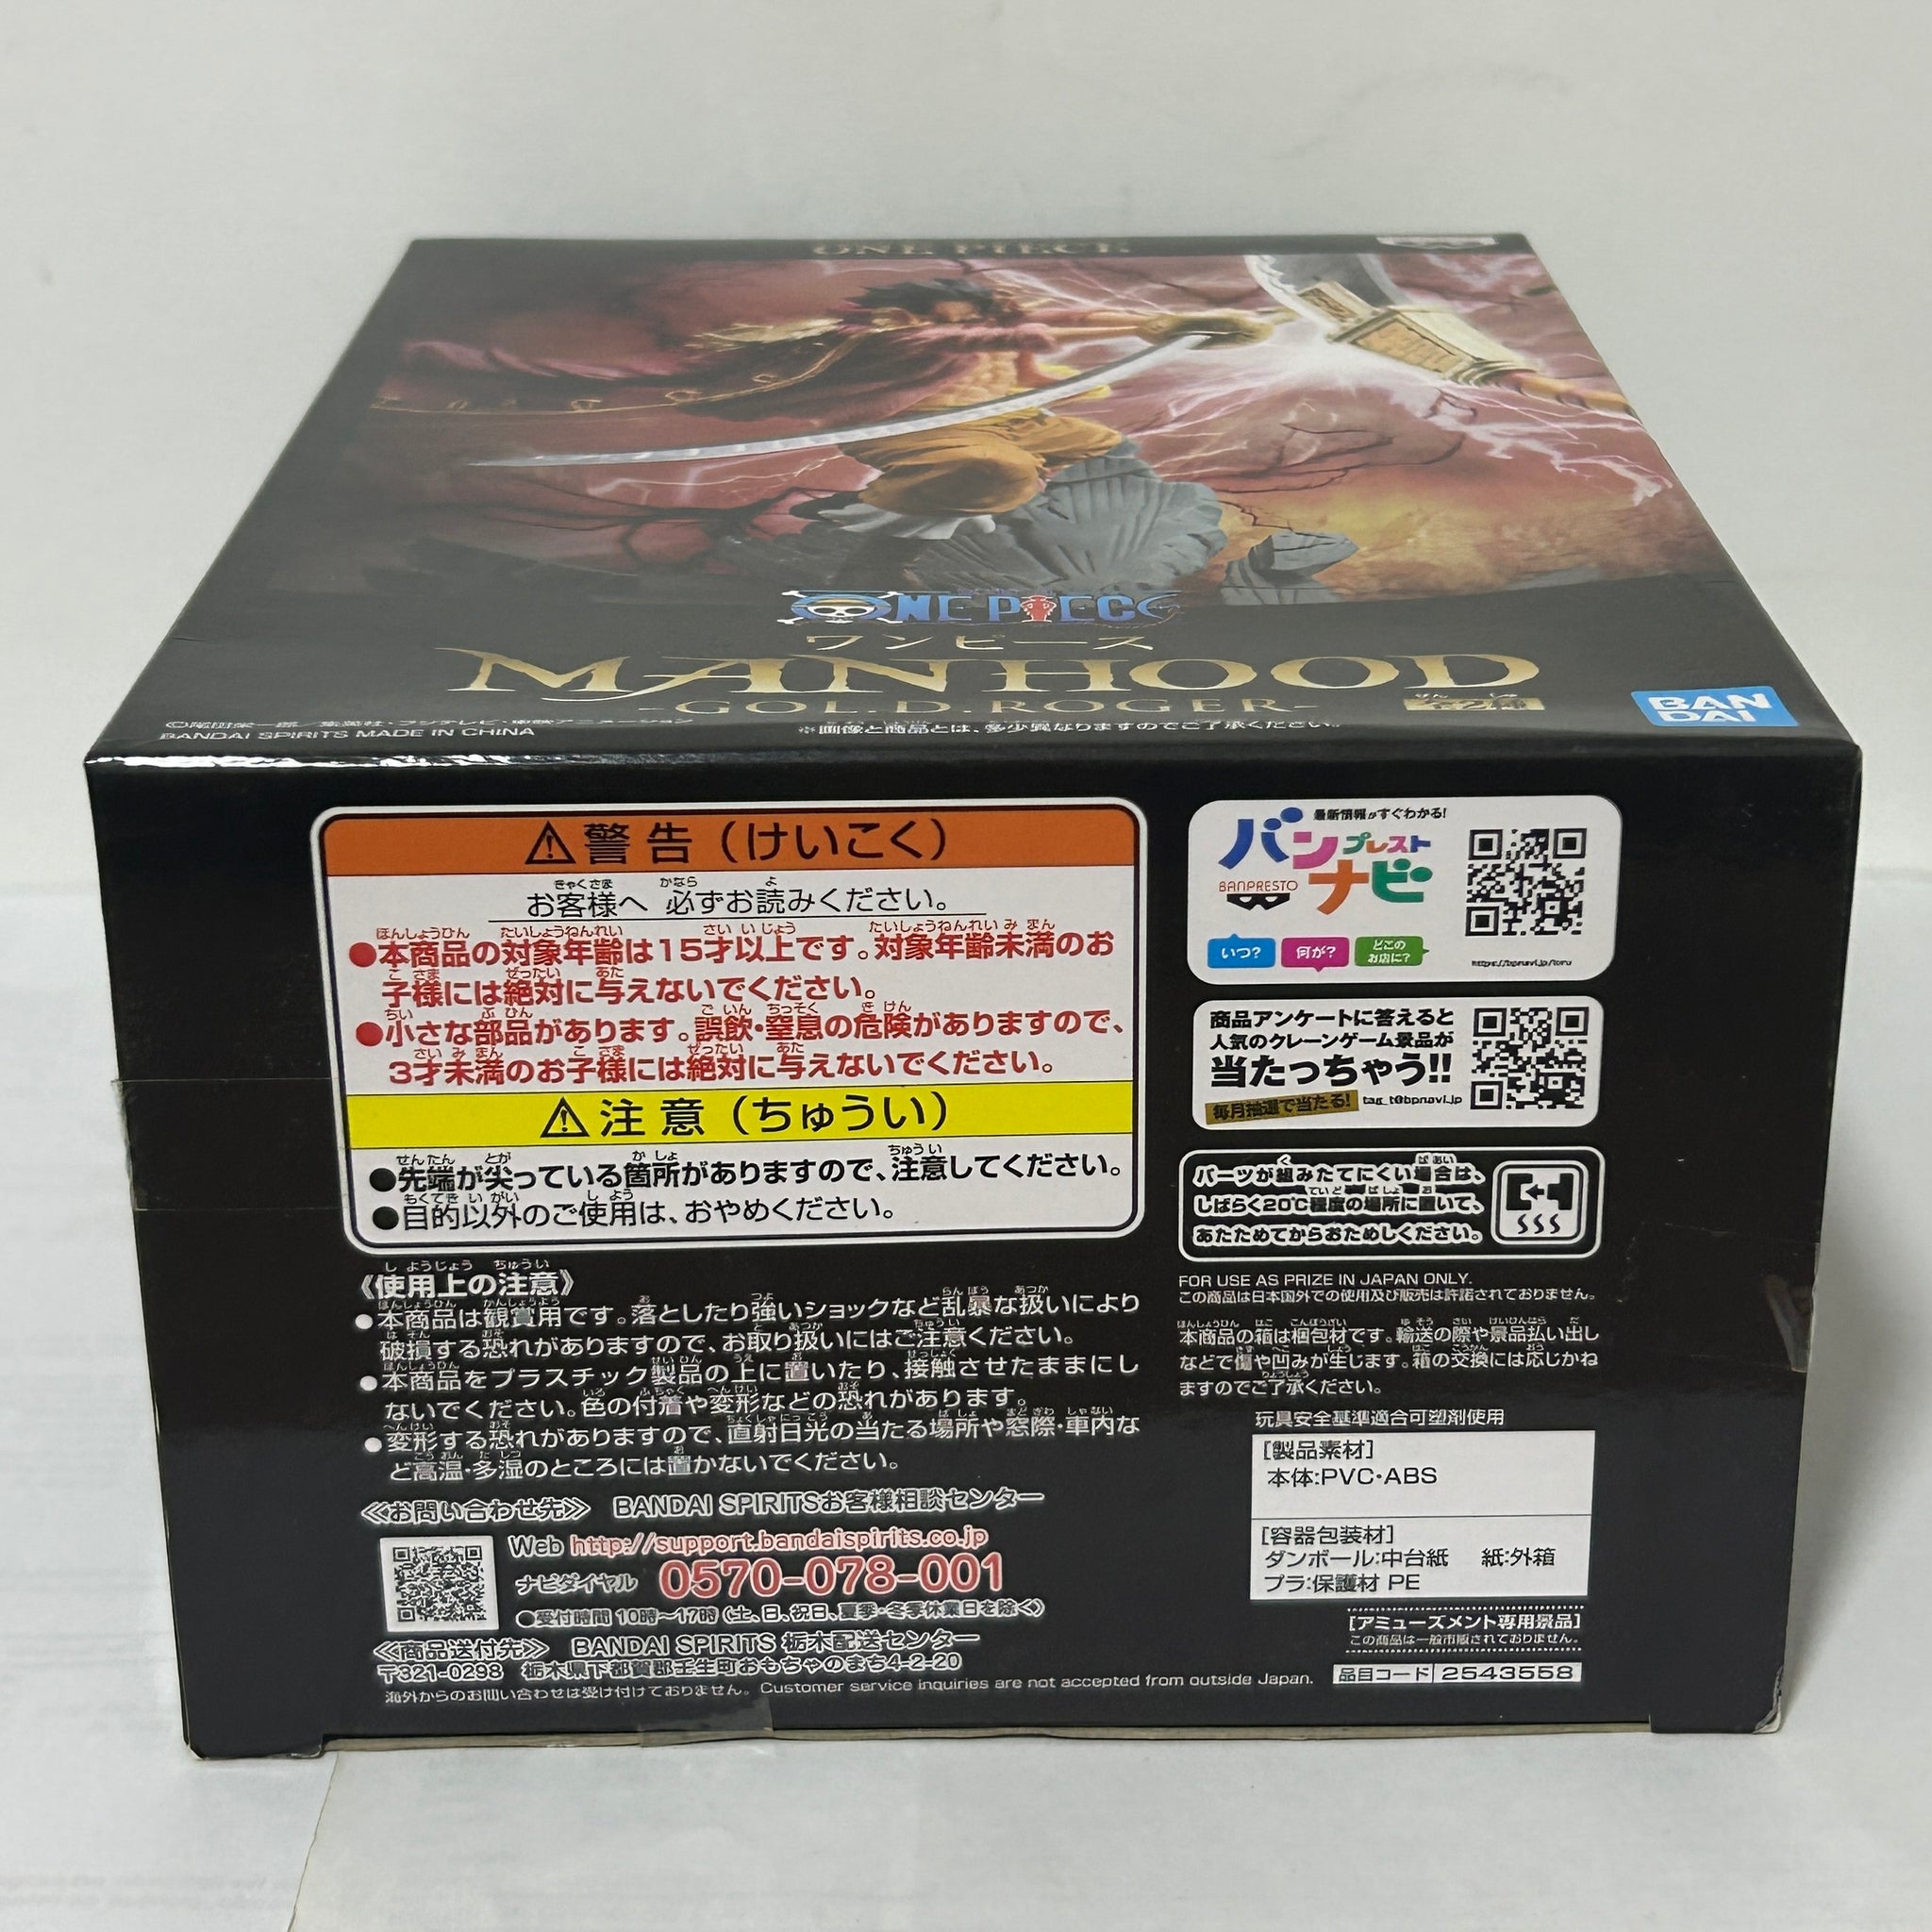 ONE PIECE
ONE PIECE
ワンピース
MANHOOD
-GOL.D.ROGER-
全2種
BAN
DAI
©尾田栄一郎／集英社・フジテレビ・東映アニメーション
BANDAI SPIRITS MADE IN CHINA
※画像と商品とは、多少異なりますのでご了承ください。
⚠警告（けいこく）
お客様へ 必ずお読みください。
●本商品の対象年齢は15才以上です。対象年齢未満のお
子様には絶対に与えないでください。
●小さな部品があります。誤飲・窒息の危険がありますので、
3才未満のお子様には絶対に与えないでください。
⚠注意（ちゅうい）
●先端が尖っている箇所がありますので、注意してください。
●目的以外のご使用は、おやめください。
《使用上の注意》
●本商品は観賞用です。落としたり強いショックなど乱暴な扱いにより
破損する恐れがありますので、お取り扱いにはご注意ください。
●本商品をプラスチック製品の上に置いたり、接触させたままにし
ないでください。色の付着や変形などの恐れがあります。
●変形する恐れがありますので、直射日光の当たる場所や窓際・車内な
ど高温・多湿のところには置かないでください。
≪お問い合わせ先≫ BANDAI SPIRITSお客様相談センター
Web http://support.bandaispirits.co.jp
ナビダイヤル 0570-078-001
●受付時間 10時～17時（土、日、祝日、夏季・冬季休業日を除く）
≪商品送付先≫ BANDAI SPIRITS 栃木配送センター
〒321-0298 栃木県下都賀郡壬生町おもちゃのまち4-2-20
海外からのお問い合わせは受け付けておりません。Customer service inquiries are not accepted from outside Japan.
最新情報がすぐわかる!
バンプレストナビ
BANPRESTO
いつ? 何が? どこのお店に?
https://bpnavi.jp/toru
商品アンケートに答えると
人気のクレーンゲーム景品が
当たっちゃう!!
毎月抽選で当たる! tag_t@bpnavi.jp
パーツが組みたてにくい場合は、
しばらく20℃程度の場所に置いて、
あたためてからおためしください。
FOR USE AS PRIZE IN JAPAN ONLY.
この商品は日本国外での使用及び販売は許諾されておりません。
本商品の箱は梱包材です。輸送の際や景品払い出し
などで傷や凹みが生じます。箱の交換には応じかね
ますのでご了承ください。
玩具安全基準適合可塑剤使用
[製品素材]
本体:PVC・ABS
[容器包装材]
ダンボール:中台紙 紙:外箱
プラ:保護材 PE
[アミューズメント専用景品]
この商品は一般市販されておりません。
品目コード 2543558